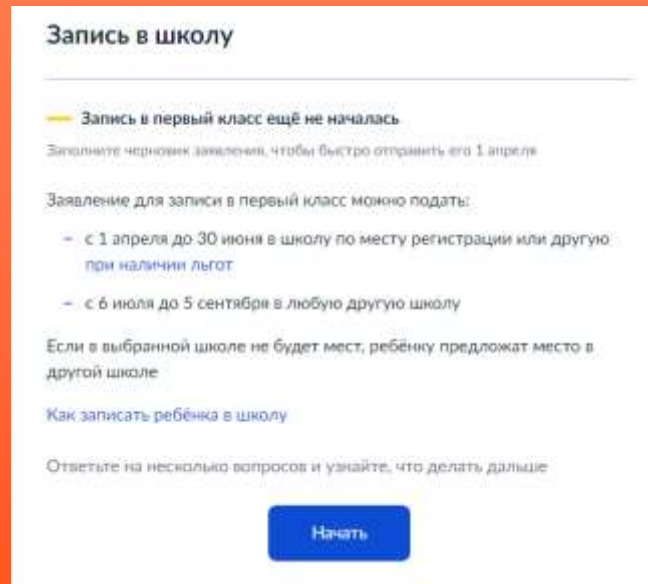 Запись в школу
Запись в первый класс ещё не началась
Заполните черновик заявления, чтобы быстро отправить его 1 апреля
Заявление для записи в первый класс можно подать:
– с 1 апреля до 30 июня в школу по месту регистрации или другую
при наличии льгот
– с 6 июля до 5 сентября в любую другую школу
Если в выбранной школе не будет мест, ребёнку предложат место в
другой школе
Как записать ребёнка в школу
Ответьте на несколько вопросов и узнайте, что делать дальше
Начать